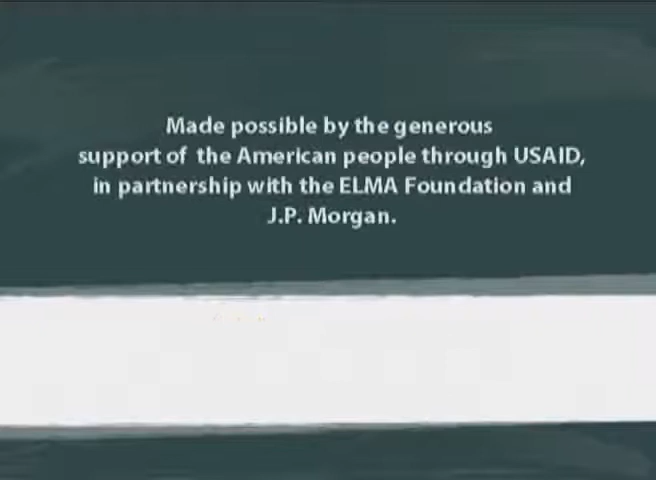 Made possible by the generous
support of the American people through USAID,
in partnership with the ELMA Foundation and
J.P. Morgan.